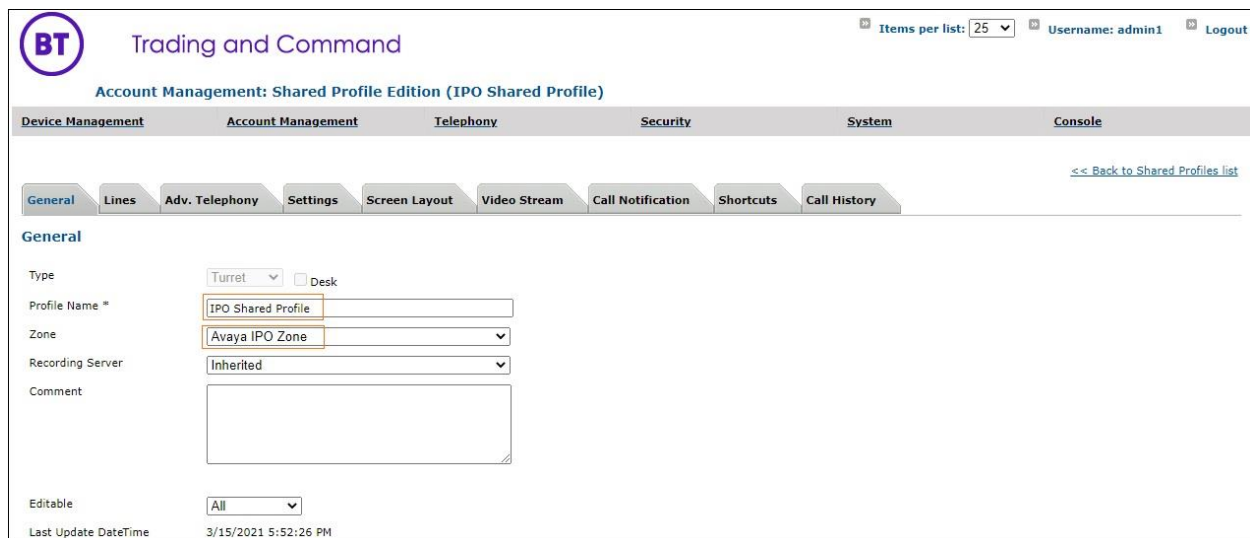 BT
Trading and Command
Items per list: 25 Username: admin1 Logout
Account Management: Shared Profile Edition (IPO Shared Profile)
Device Management Account Management Telephony Security System Console
<< Back to Shared Profiles list
General Lines Adv. Telephony Settings Screen Layout Video Stream Call Notification Shortcuts Call History
General
Type Turret Desk
Profile Name * IPO Shared Profile
Zone Avaya IPO Zone
Recording Server Inherited
Comment
Editable All
Last Update DateTime 3/15/2021 5:52:26 PM